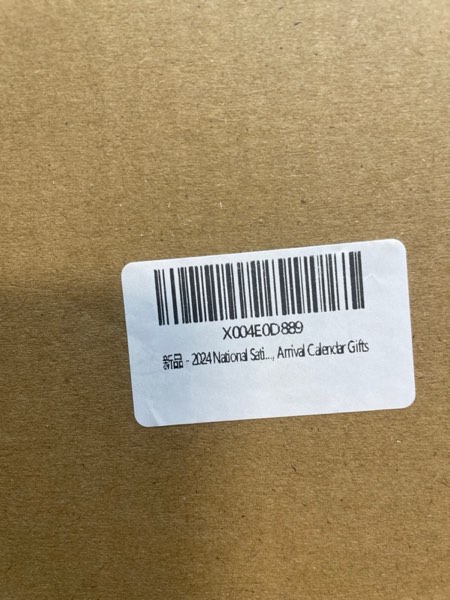 X004E0D889
新品 - 2024 National Sati..., Arrival Calendar Gifts